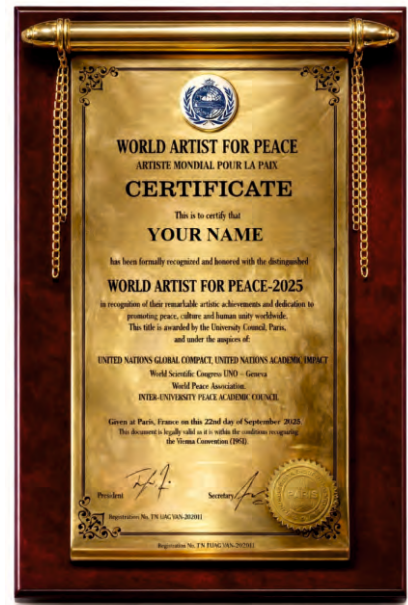 WORLD ARTIST FOR PEACE
ARTISTE MONDIAL POUR LA PAIX
CERTIFICATE
This is to certify that
YOUR NAME
has been formally recognized and honored with the distinguished
WORLD ARTIST FOR PEACE-2025
in recognition of their remarkable artistic achievements and dedication to
promoting peace, culture and human unity worldwide.
This title is awarded by the University Council, Paris,
and under the auspices of:
UNITED NATIONS GLOBAL COMPACT, UNITED NATIONS ACADEMIC IMPACT
World Scientific Congress UNO – Geneva
World Peace Association.
INTER-UNIVERSITY PEACE ACADEMIC COUNCIL
Given at Paris, France on this 22nd day of September 2025
This document is legally valid as it is within the conditions recognizing
the Vienna Convention (1961).
President
Secretary
PARIS
Registration No.
Registration No.